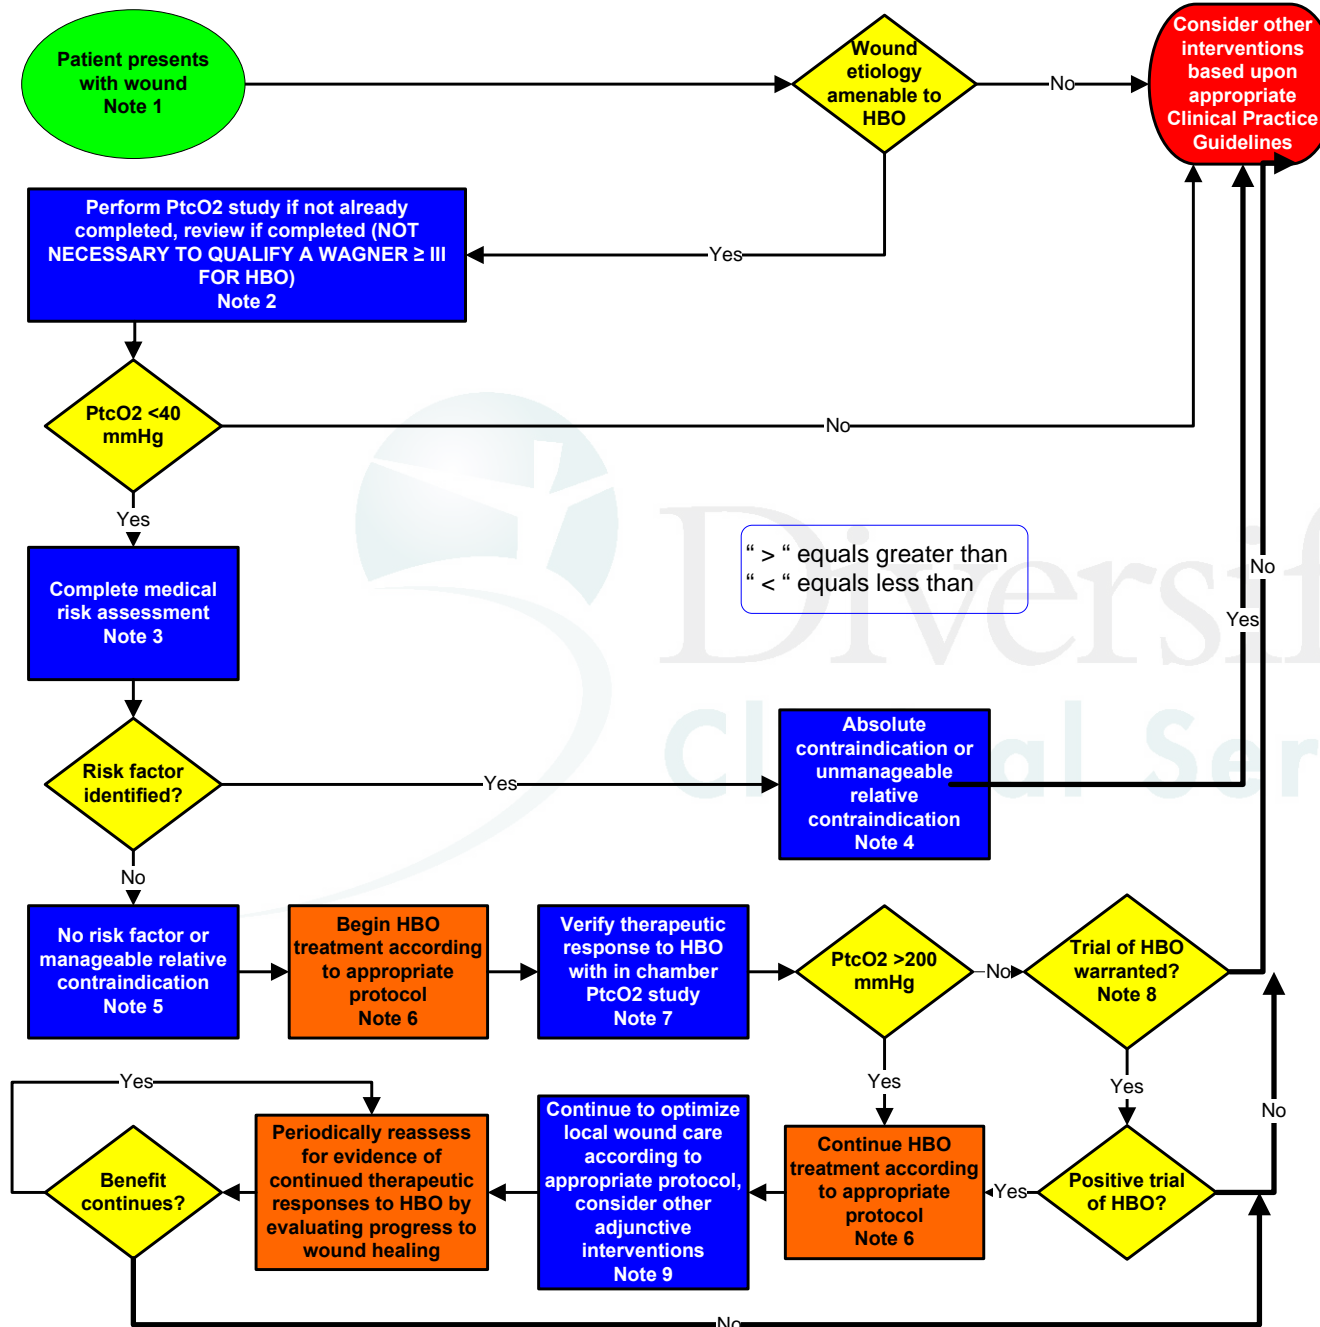 Patient presents
with wound
Note 1
Wound
etiology
amenable to
HBO
No
Consider other
interventions
based upon
appropriate
Clinical Practice
Guidelines
Perform PtcO2 study if not already
completed, review if completed (NOT
NECESSARY TO QUALIFY A WAGNER ≥ III
FOR HBO)
Note 2
Yes
PtcO2 <40
mmHg
No
Yes
“ > “ equals greater than
“ < “ equals less than
Diversif
Clinical Ser
No
Yes
Complete medical
risk assessment
Note 3
Risk factor
identified?
Yes
Absolute
contraindication or
unmanageable
relative
contraindication
Note 4
No
No risk factor or
manageable relative
contraindication
Note 5
Begin HBO
treatment according
to appropriate
protocol
Note 6
Verify therapeutic
response to HBO
with in chamber
PtcO2 study
Note 7
PtcO2 >200
mmHg
No
Trial of HBO
warranted?
Note 8
Yes
Yes
Yes
No
Benefit
continues?
Periodically reassess
for evidence of
continued therapeutic
responses to HBO by
evaluating progress to
wound healing
Continue to optimize
local wound care
according to
appropriate protocol,
consider other
adjunctive
interventions
Note 9
Continue HBO
treatment according
to appropriate
protocol
Note 6
Yes
Positive trial
of HBO?
No